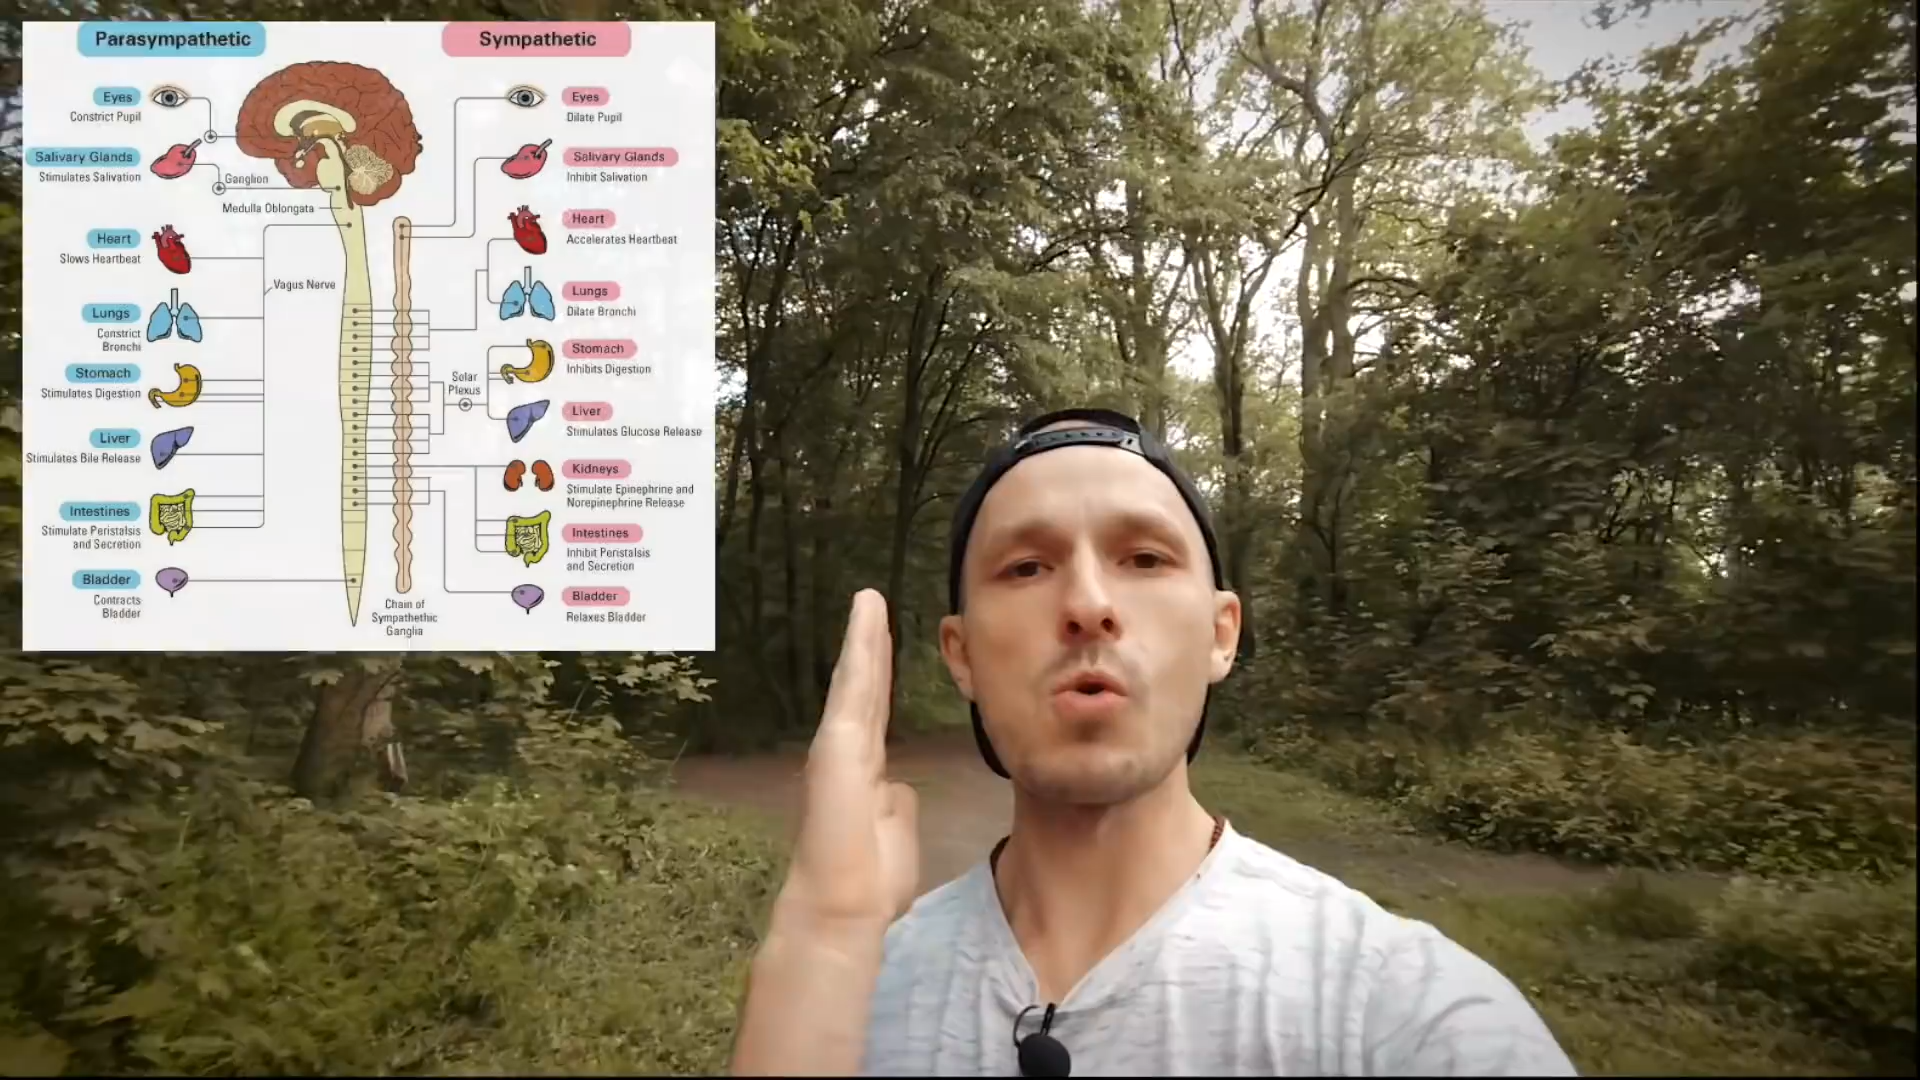 Parasympathetic
Eyes
Constrict Pupil
Salivary Glands
Stimulates Salivation
Ganglion
Medulla Oblongata
Heart
Slows Heartbeat
Vagus Nerve
Lungs
Constrict
Bronchi
Stomach
Stimulates Digestion
Liver
Stimulates Bile Release
Intestines
Stimulate Peristalsis
and Secretion
Bladder
Contracts
Bladder
Sympathetic
Eyes
Dilate Pupil
Salivary Glands
Inhibit Salivation
Heart
Accelerates Heartbeat
Lungs
Dilate Bronchi
Stomach
Inhibits Digestion
Solar
Plexus
Liver
Stimulates Glucose Release
Kidneys
Stimulate Epinephrine and
Norepinephrine Release
Intestines
Inhibit Peristalsis
and Secretion
Bladder
Relaxes Bladder
Chain of
Sympathethic
Ganglia